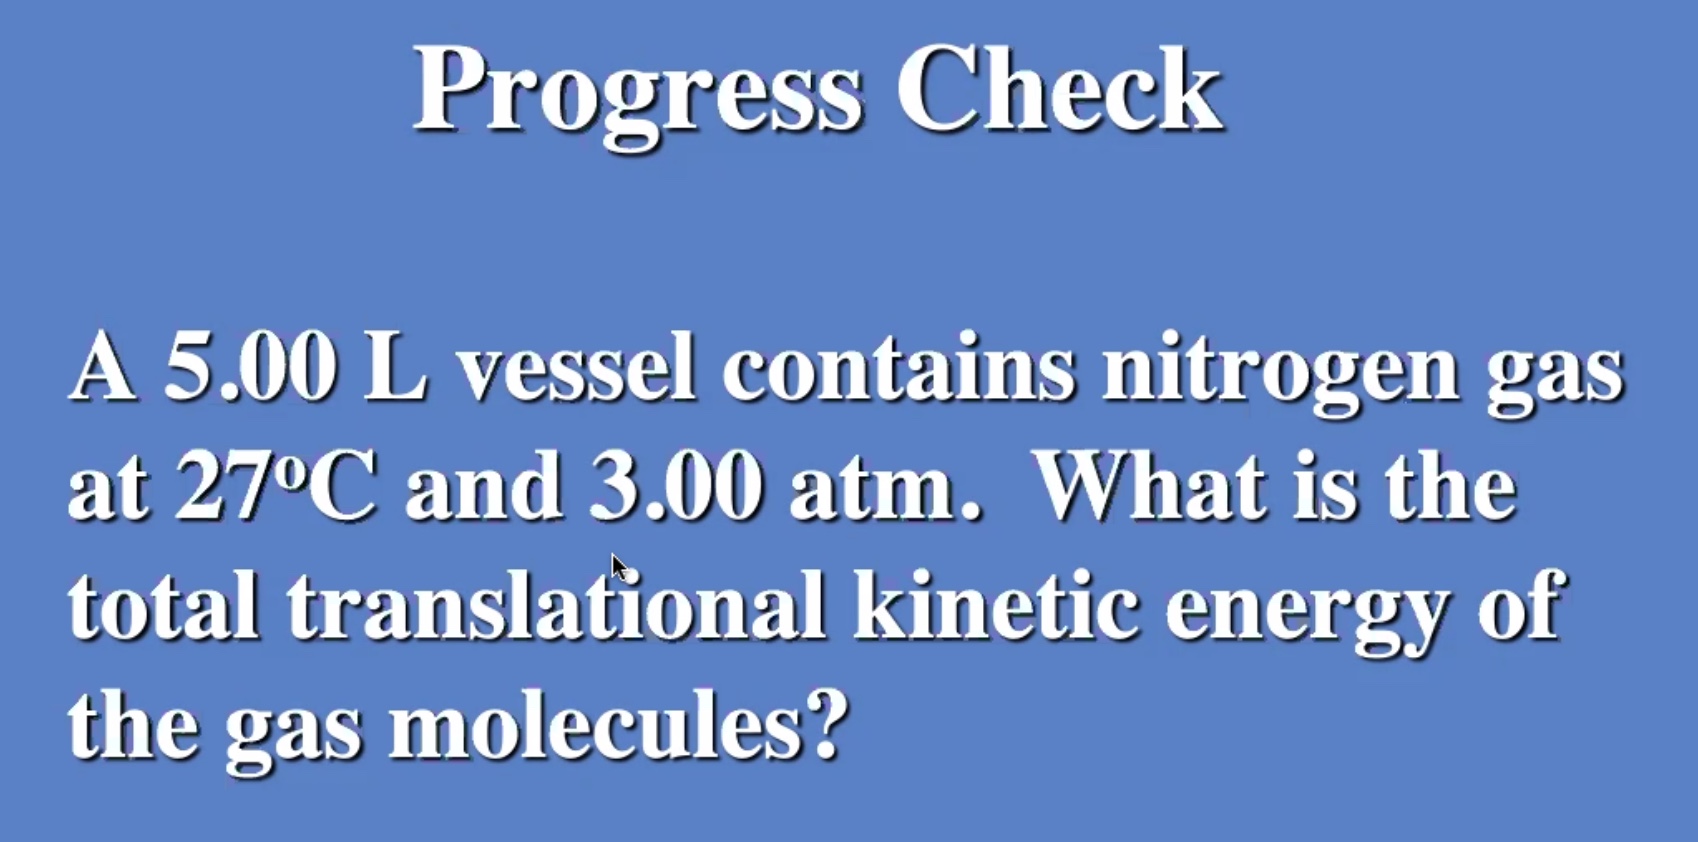 Progress Check
A 5.00 L vessel contains nitrogen gas
at 27ºC and 3.00 atm.  What is the
total translational kinetic energy of
the gas molecules?